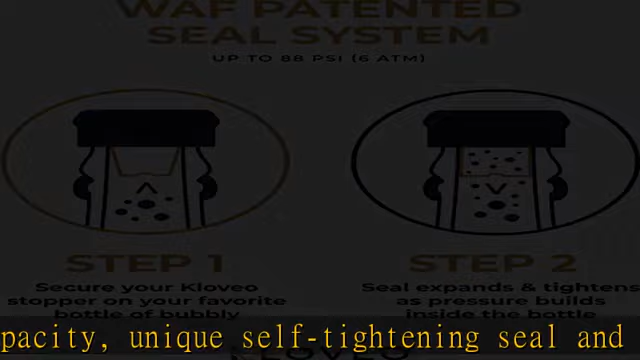 WAF PATENTED
SEAL SYSTEM
UP TO 88 PSI (6 ATM)
STEP 1
Secure your Kloveo
stopper on your favorite
bottle of bubbly
STEP 2
Seal expands & tightens
as pressure builds
inside the bottle
pacity, unique self-tightening seal and
KLOVEO